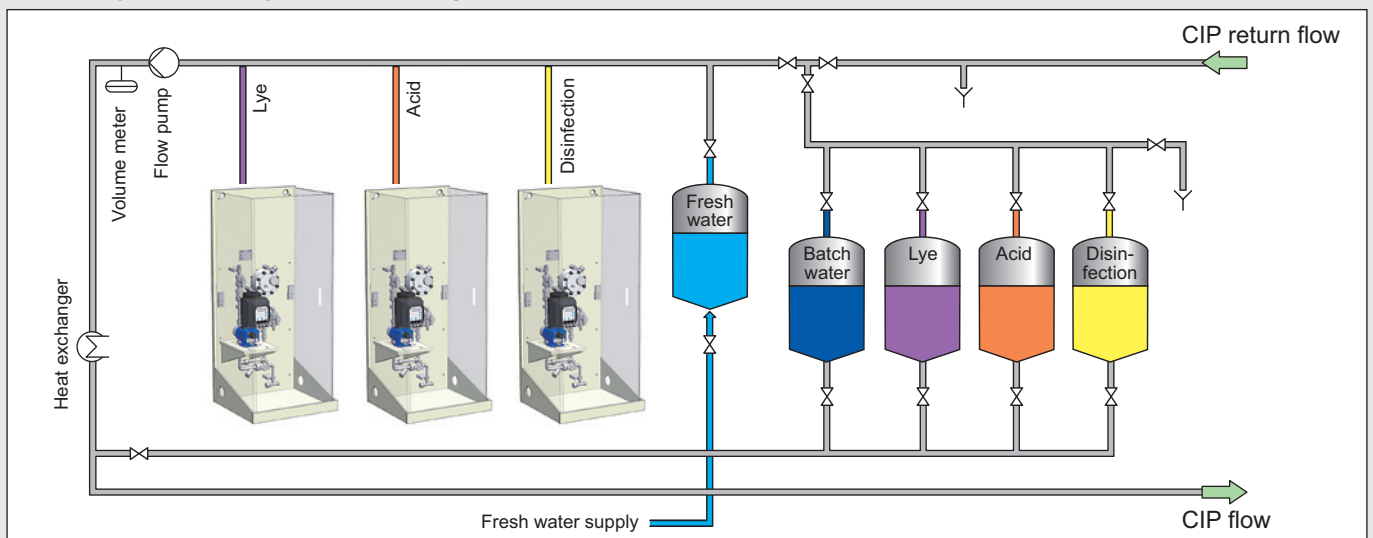 CIP return flow
Volume meter
Flow pump
Lye
Acid
Disinfection
Fresh
water
Batch
water
Lye
Acid
Disin-
fection
Heat exchanger
Fresh water supply
CIP flow